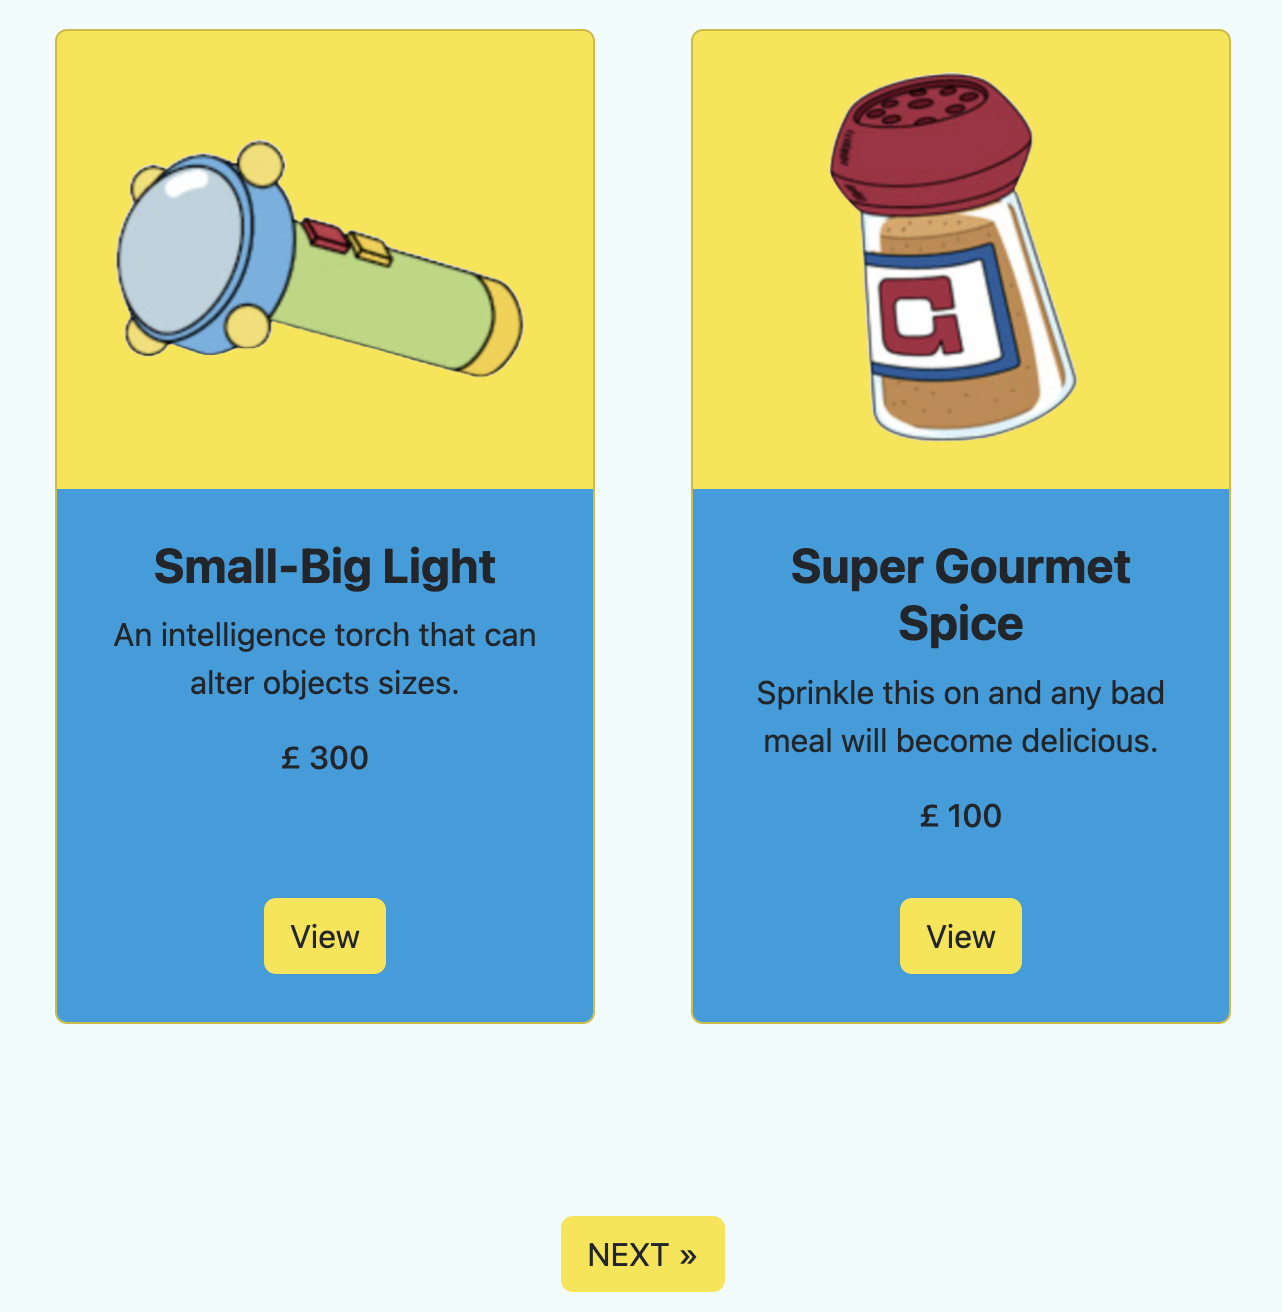 G
Small-Big Light
An intelligence torch that can
alter objects sizes.
£ 300
View
Super Gourmet
Spice
Sprinkle this on and any bad
meal will become delicious.
£ 100
View
NEXT »